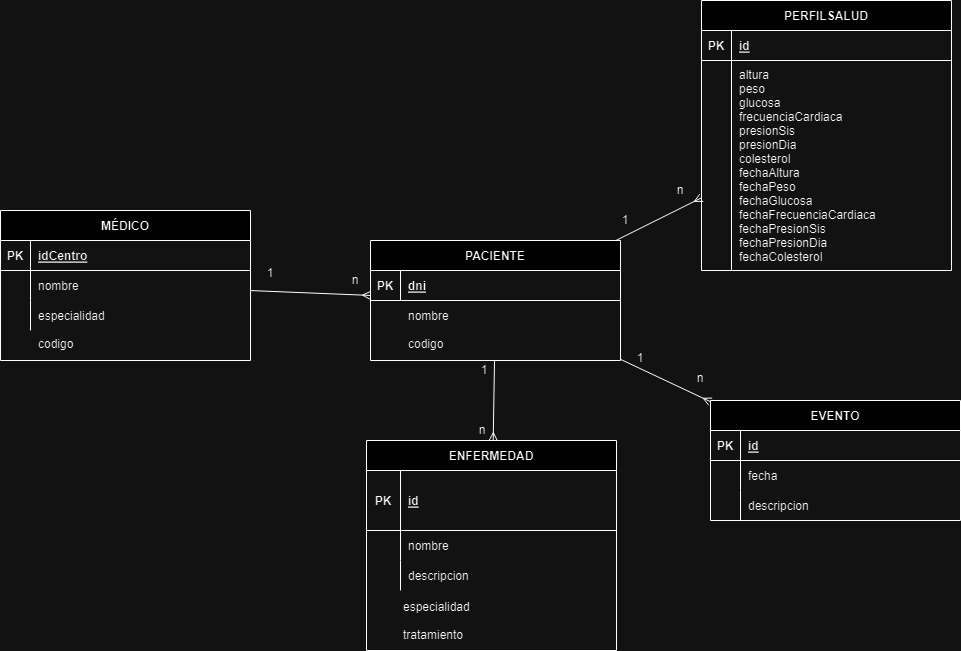 PERFILSALUD
PK id
altura
peso
glucosa
frecuenciaCardiaca
presionSis
presionDia
colesterol
fechaAltura
fechaPeso
fechaGlucosa
fechaFrecuenciaCardiaca
fechaPresionSis
fechaPresionDia
fechaColesterol
n
1
MÉDICO
PK idCentro
nombre
especialidad
codigo
1
n
PACIENTE
PK dni
nombre
codigo
1
n
EVENTO
PK id
fecha
descripcion
1
n
ENFERMEDAD
PK id
nombre
descripcion
especialidad
tratamiento